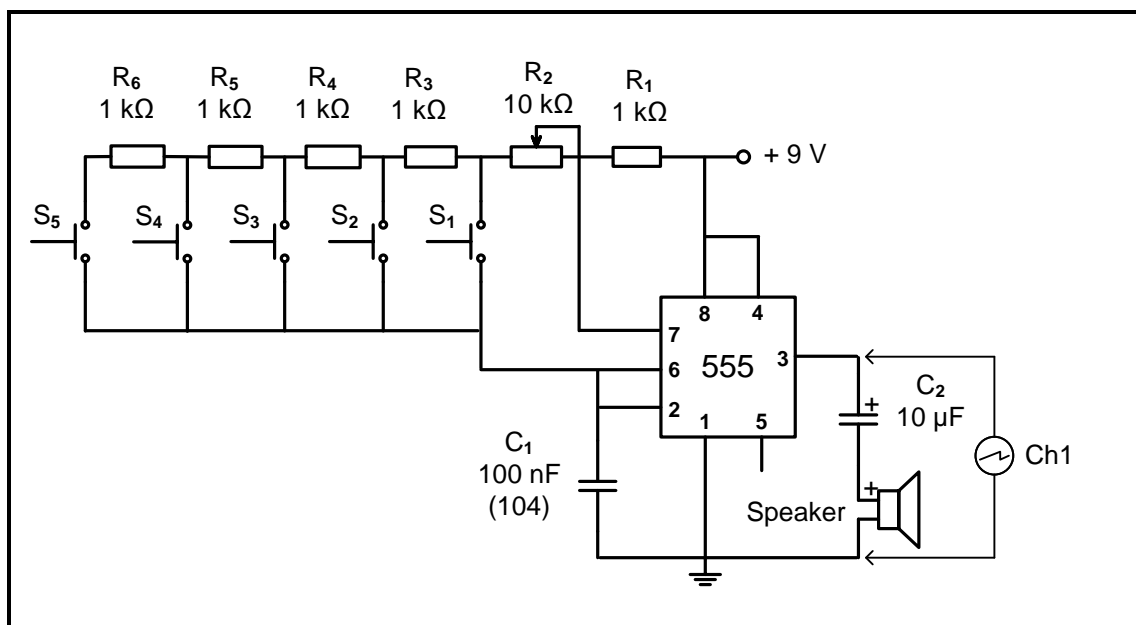 R6 R5 R4 R3 R2 R1
1 kΩ 1 kΩ 1 kΩ 1 kΩ 10 kΩ 1 kΩ
+ 9 V
S5 S4 S3 S2 S1
8 4
7
6 555 3
2
1 5
C2
10 µF
+
Ch1
C1
100 nF
(104)
+
Speaker